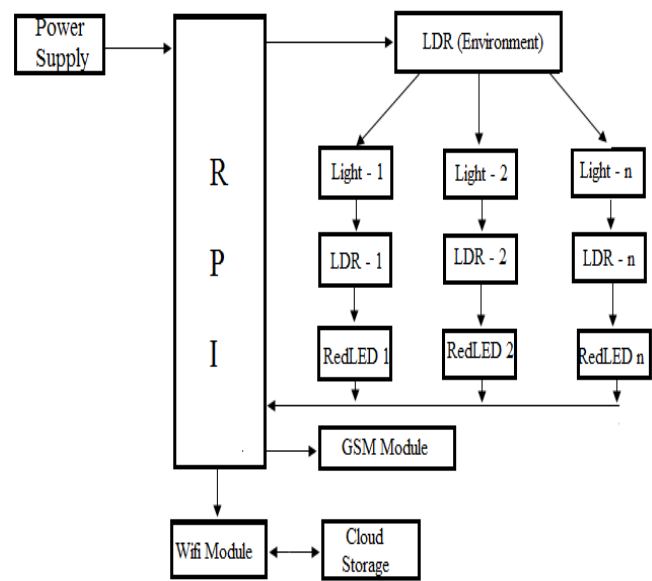 Power
Supply
LDR (Environment)
R
P
I
Light - 1
Light - 2
Light - n
LDR - 1
LDR - 2
LDR - n
RedLED 1
RedLED 2
RedLED n
GSM Module
Wifi Module
Cloud
Storage